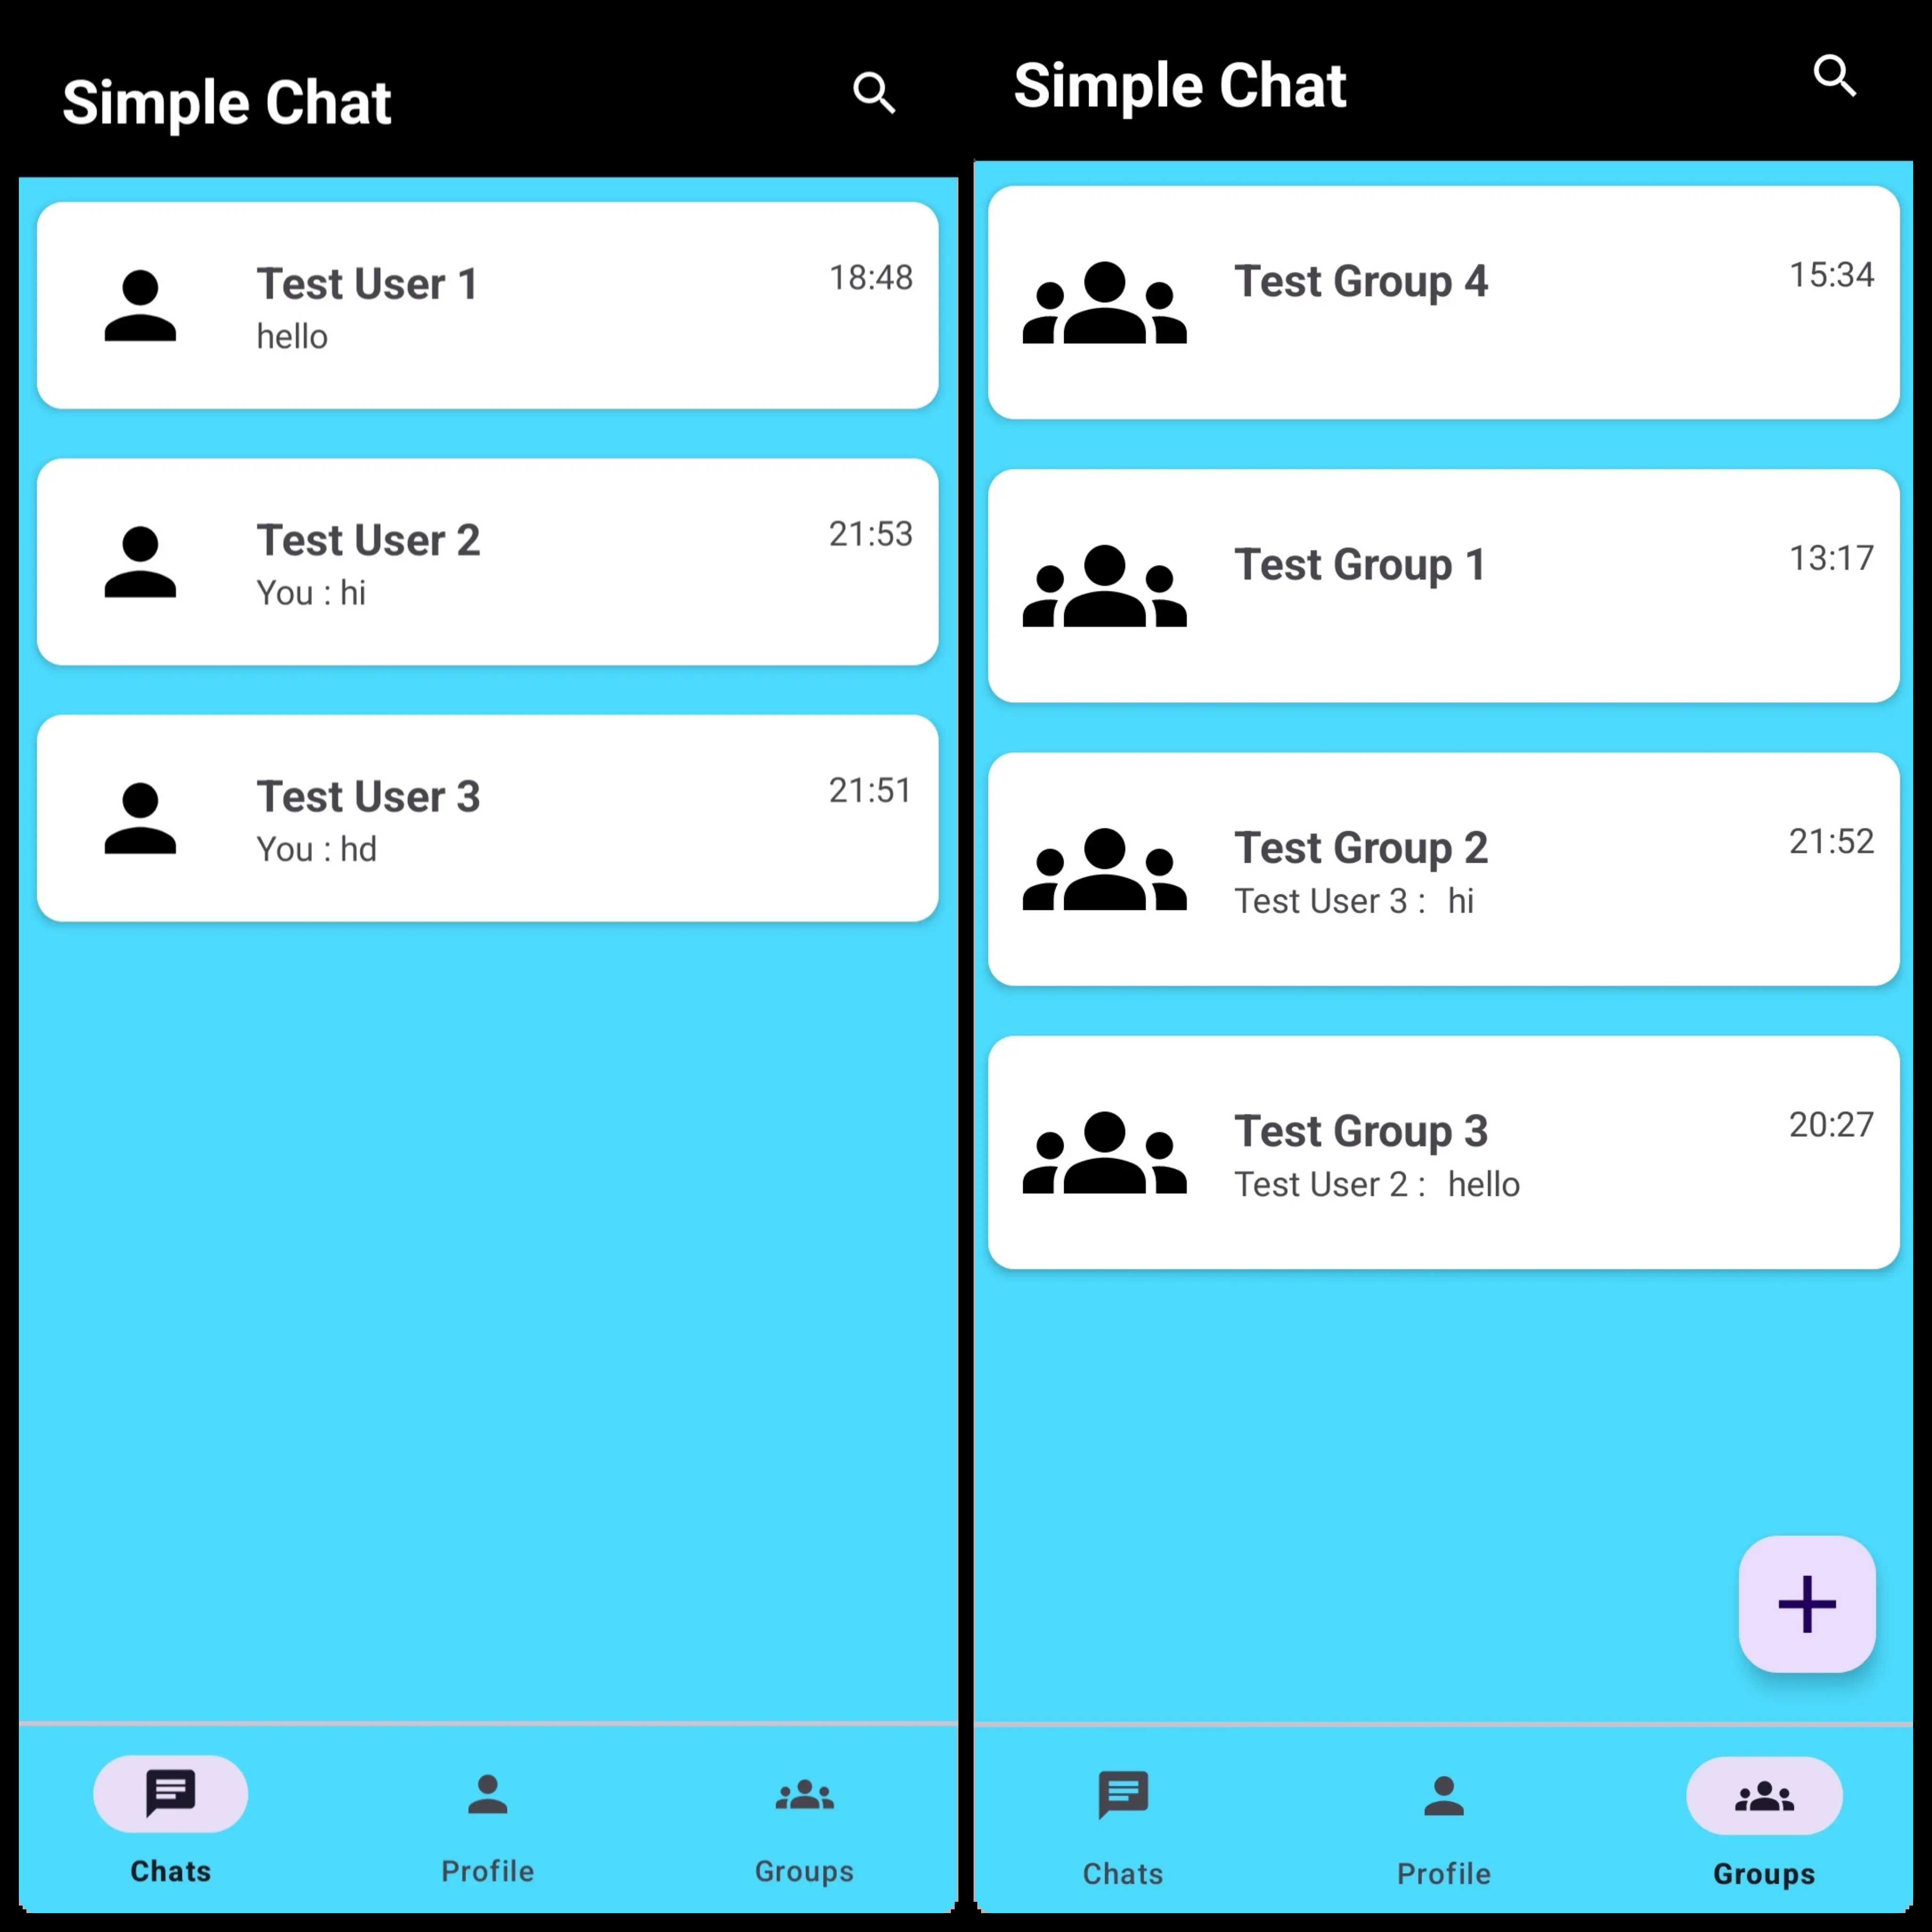 Simple Chat
Test User 1
18:48
hello
Test User 2
21:53
You : hi
Test User 3
21:51
You : hd
Chats
Profile
Groups
Simple Chat
Test Group 4
15:34
Test Group 1
13:17
Test Group 2
21:52
Test User 3 : hi
Test Group 3
20:27
Test User 2 : hello
Chats
Profile
Groups